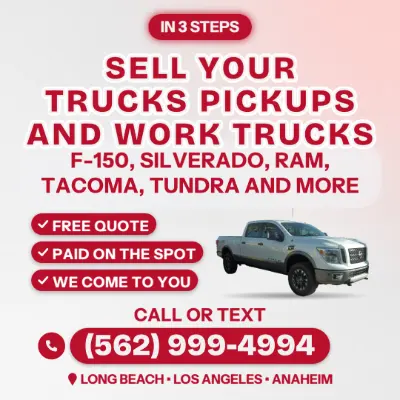 IN 3 STEPS
SELL YOUR
TRUCKS PICKUPS
AND WORK TRUCKS
F-150, SILVERADO, RAM,
TACOMA, TUNDRA AND MORE
FREE QUOTE
PAID ON THE SPOT
WE COME TO YOU
CALL OR TEXT
(562) 999-4994
LONG BEACH • LOS ANGELES • ANAHEIM